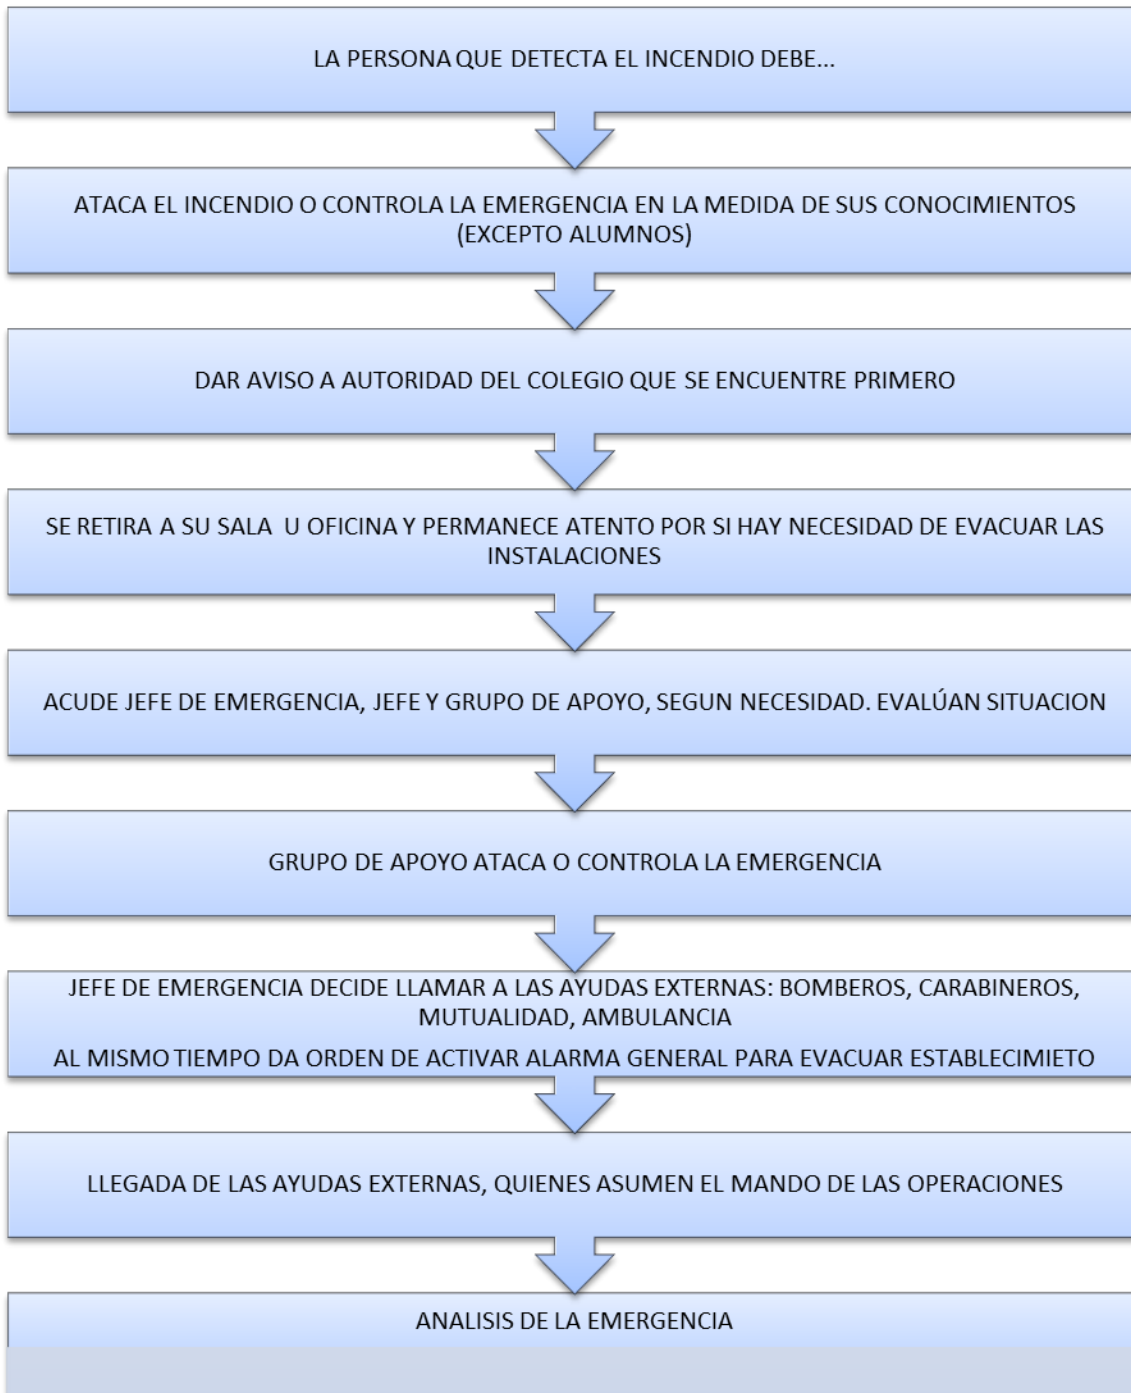 LA PERSONA QUE DETECTA EL INCENDIO DEBE...
ATACA EL INCENDIO O CONTROLA LA EMERGENCIA EN LA MEDIDA DE SUS CONOCIMIENTOS
(EXCEPTO ALUMNOS)
DAR AVISO A AUTORIDAD DEL COLEGIO QUE SE ENCUENTRE PRIMERO
SE RETIRA A SU SALA U OFICINA Y PERMANECE ATENTO POR SI HAY NECESIDAD DE EVACUAR LAS
INSTALACIONES
ACUDE JEFE DE EMERGENCIA, JEFE Y GRUPO DE APOYO, SEGUN NECESIDAD. EVALÚAN SITUACION
GRUPO DE APOYO ATACA O CONTROLA LA EMERGENCIA
JEFE DE EMERGENCIA DECIDE LLAMAR A LAS AYUDAS EXTERNAS: BOMBEROS, CARABINEROS,
MUTUALIDAD, AMBULANCIA
AL MISMO TIEMPO DA ORDEN DE ACTIVAR ALARMA GENERAL PARA EVACUAR ESTABLECIMIETO
LLEGADA DE LAS AYUDAS EXTERNAS, QUIENES ASUMEN EL MANDO DE LAS OPERACIONES
ANALISIS DE LA EMERGENCIA